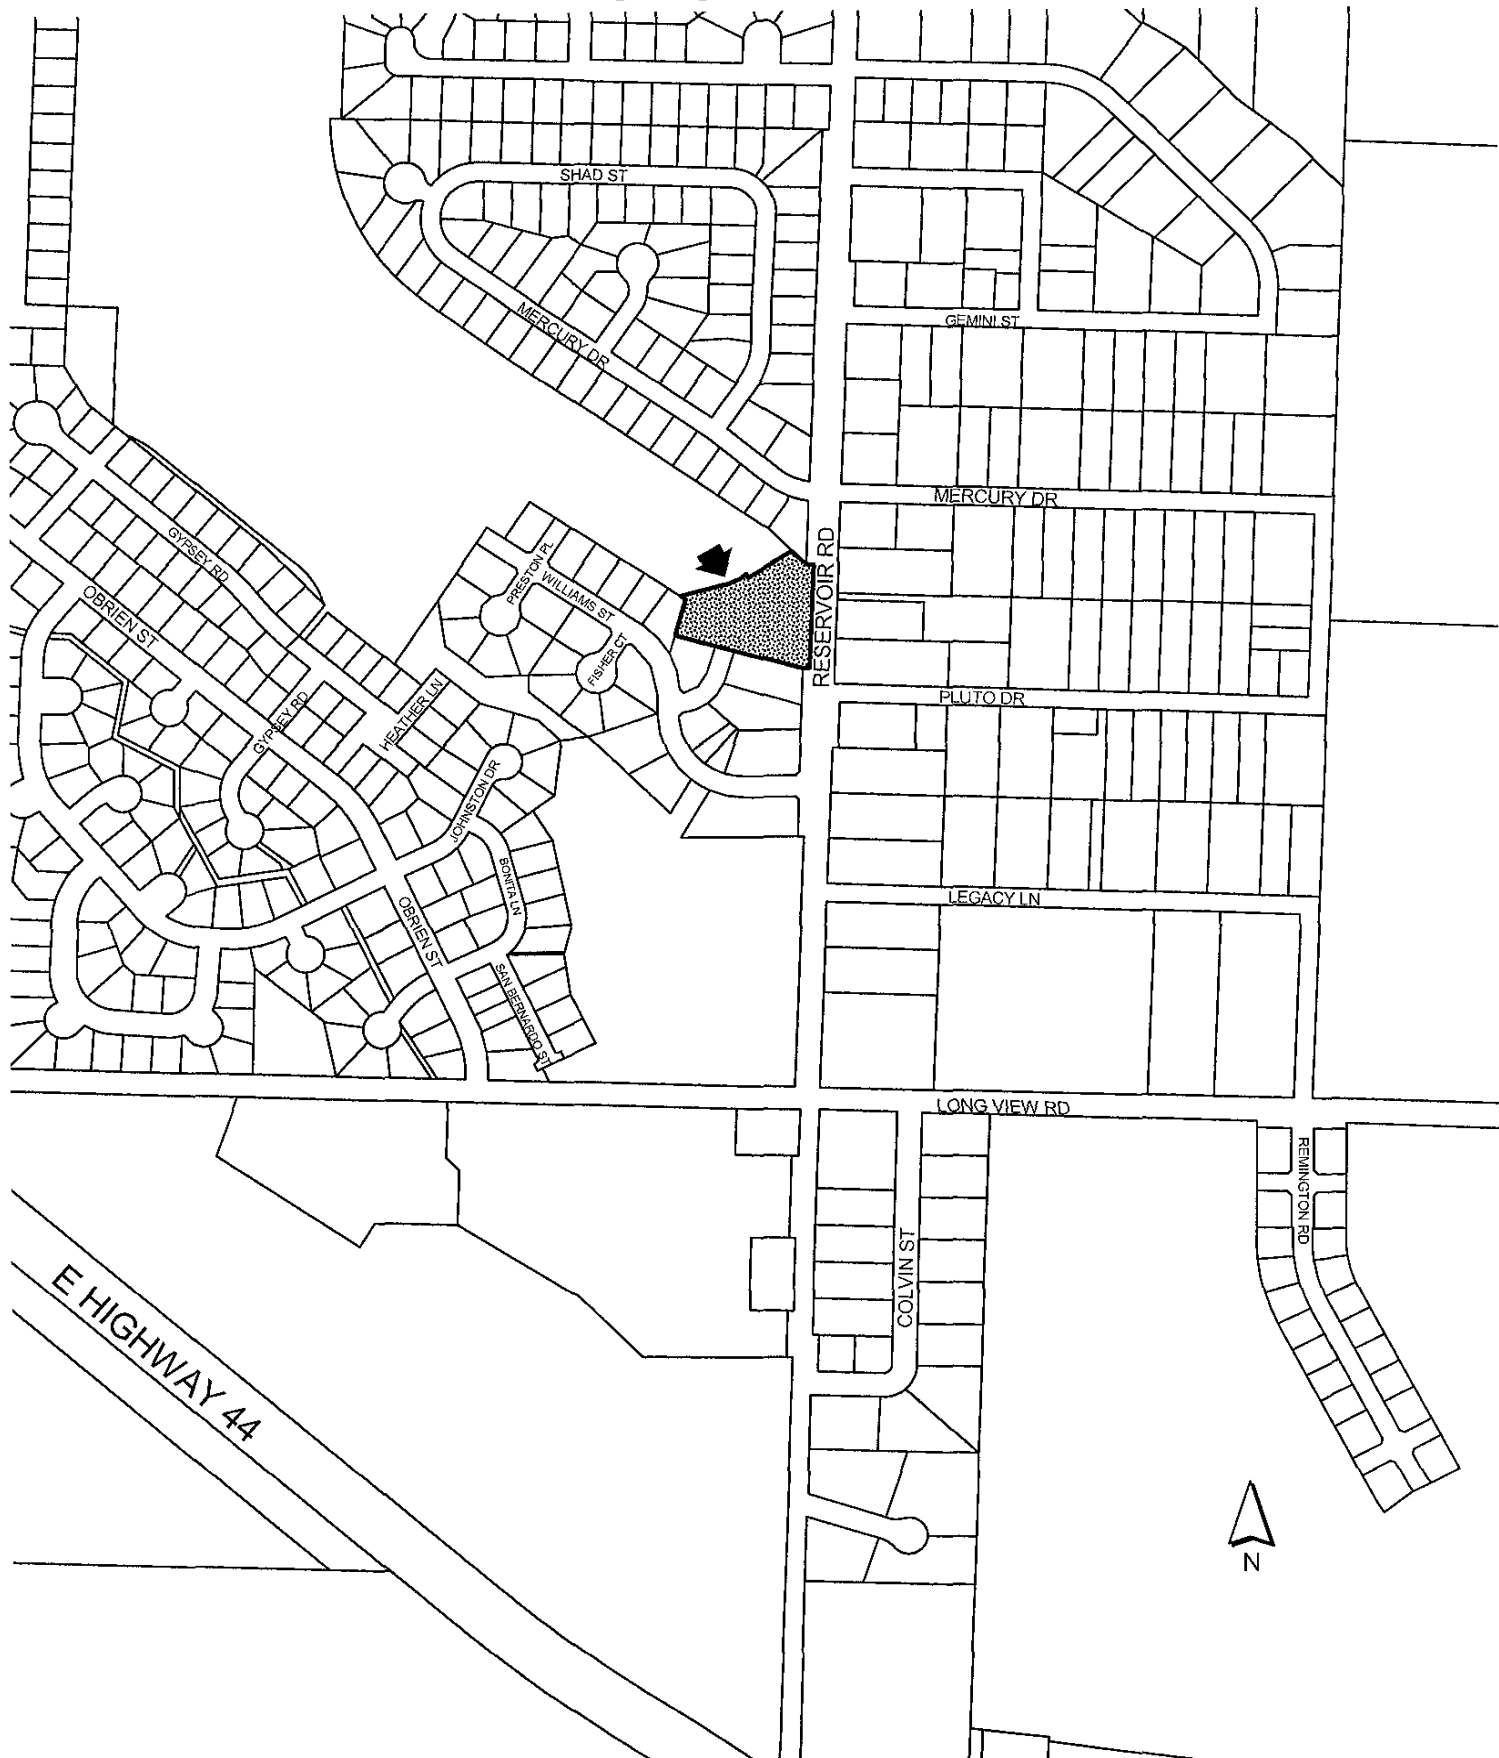 SHAD ST
MERCURY DR
GEMINI ST
MERCURY DR
GYPSEY RD
OBRIEN ST
PRESTON PL
WILLIAMS ST
FISHER CT
RESERVOIR RD
HEATHER LN
GYPSEY RD
PLUTO DR
JOHNSTON DR
BONITA LN
OBRIEN ST
LEGACY LN
SAN BERNARDO ST
LONG VIEW RD
REMINGTON RD
COLVIN ST
E HIGHWAY 44
N